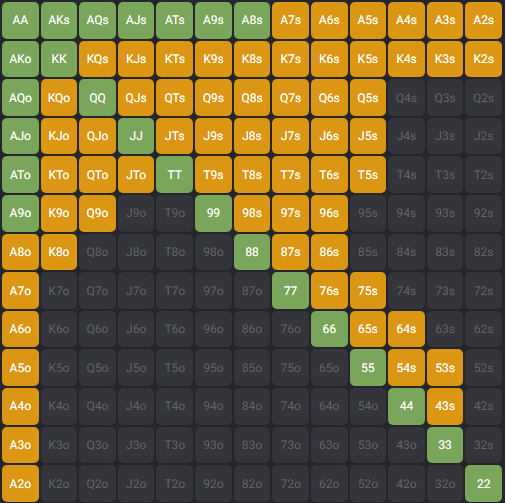 AA AKs AQs AJs ATs A9s A8s A7s A6s A5s A4s A3s A2s
AKo KK KQs KJs KTs K9s K8s K7s K6s K5s K4s K3s K2s
AQo KQo QQ QJs QTs Q9s Q8s Q7s Q6s Q5s Q4s Q3s Q2s
AJo KJo QJo JJ JTs J9s J8s J7s J6s J5s J4s J3s J2s
ATo KTo QTo JTo TT T9s T8s T7s T6s T5s T4s T3s T2s
A9o K9o Q9o J9o T9o 99 98s 97s 96s 95s 94s 93s 92s
A8o K8o Q8o J8o T8o 98o 88 87s 86s 85s 84s 83s 82s
A7o K7o Q7o J7o T7o 97o 87o 77 76s 75s 74s 73s 72s
A6o K6o Q6o J6o T6o 96o 86o 76o 66 65s 64s 63s 62s
A5o K5o Q5o J5o T5o 95o 85o 75o 65o 55 54s 53s 52s
A4o K4o Q4o J4o T4o 94o 84o 74o 64o 54o 44 43s 42s
A3o K3o Q3o J3o T3o 93o 83o 73o 63o 53o 43o 33 32s
A2o K2o Q2o J2o T2o 92o 82o 72o 62o 52o 42o 32o 22